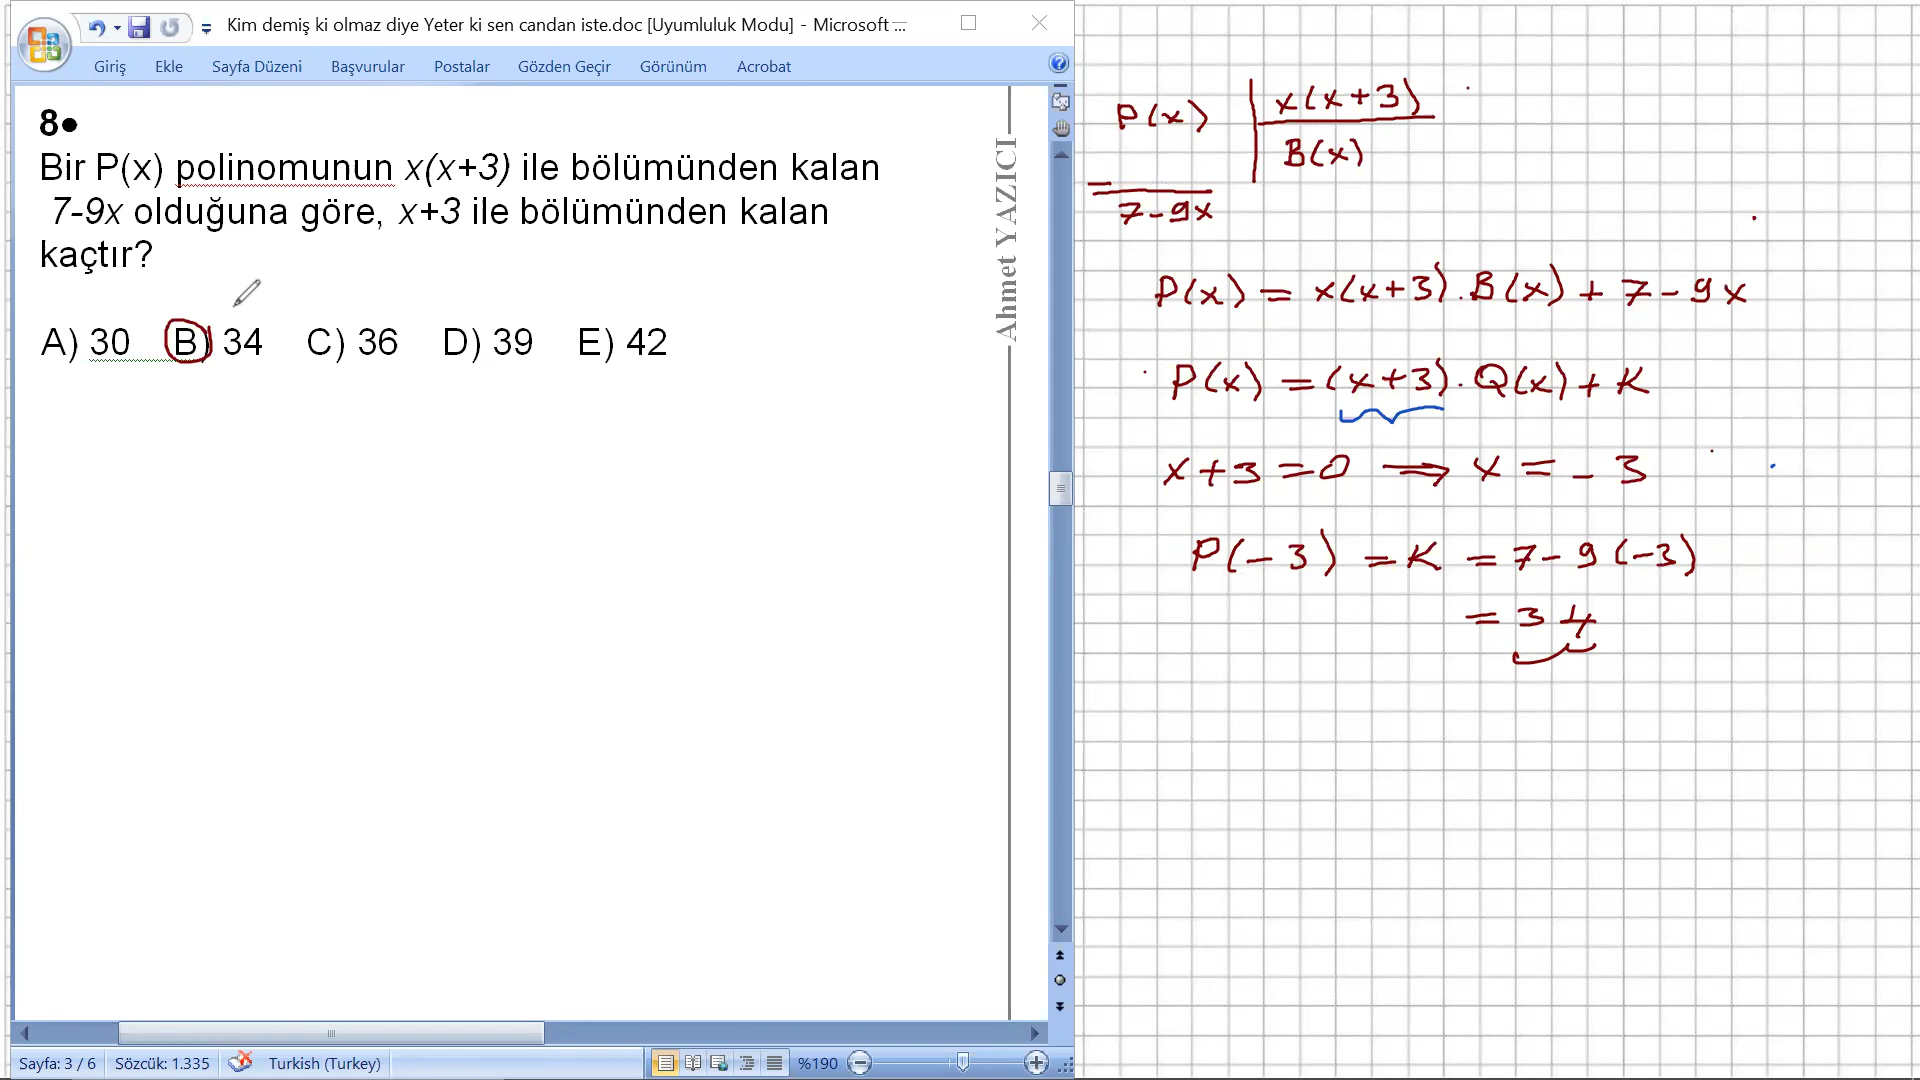 Kim demiş ki olmaz diye Yeter ki sen candan iste.doc [Uyumluluk Modu] - Microsoft ...
Giriş Ekle Sayfa Düzeni Başvurular Postalar Gözden Geçir Görünüm Acrobat
8●
Bir P(x) polinomunun x(x+3) ile bölümünden kalan
7-9x olduğuna göre, x+3 ile bölümünden kalan
kaçtır?
A) 30 B) 34 C) 36 D) 39 E) 42
Ahmet YAZICI
P(x) x(x+3)
B(x)
7-9x
P(x) = x(x+3).B(x) + 7-9x
P(x) = (x+3).Q(x) + K
x+3 = 0 ⇒ x = -3
P(-3) = K = 7-9(-3)
= 34
Sayfa: 3 / 6 Sözcük: 1.335 Turkish (Turkey) %190